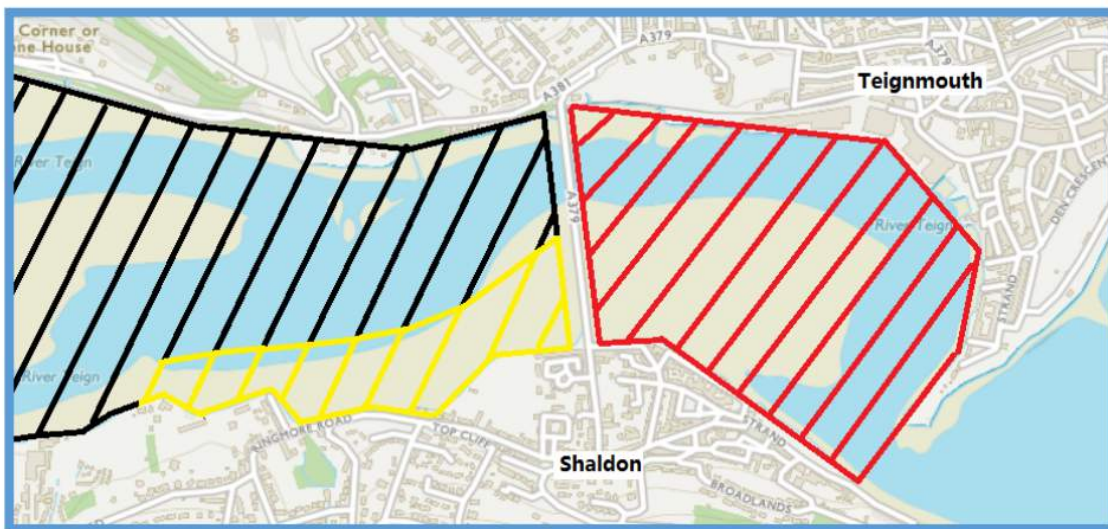 Corner or
ne House
A379
A379
A381
Teignmouth
River Teign
A379
River Teign
DEN CRESCENT
STRAND
River Teign
RINGMORE ROAD
TOP CLIFF
STRAND
Shaldon
BROADLANDS